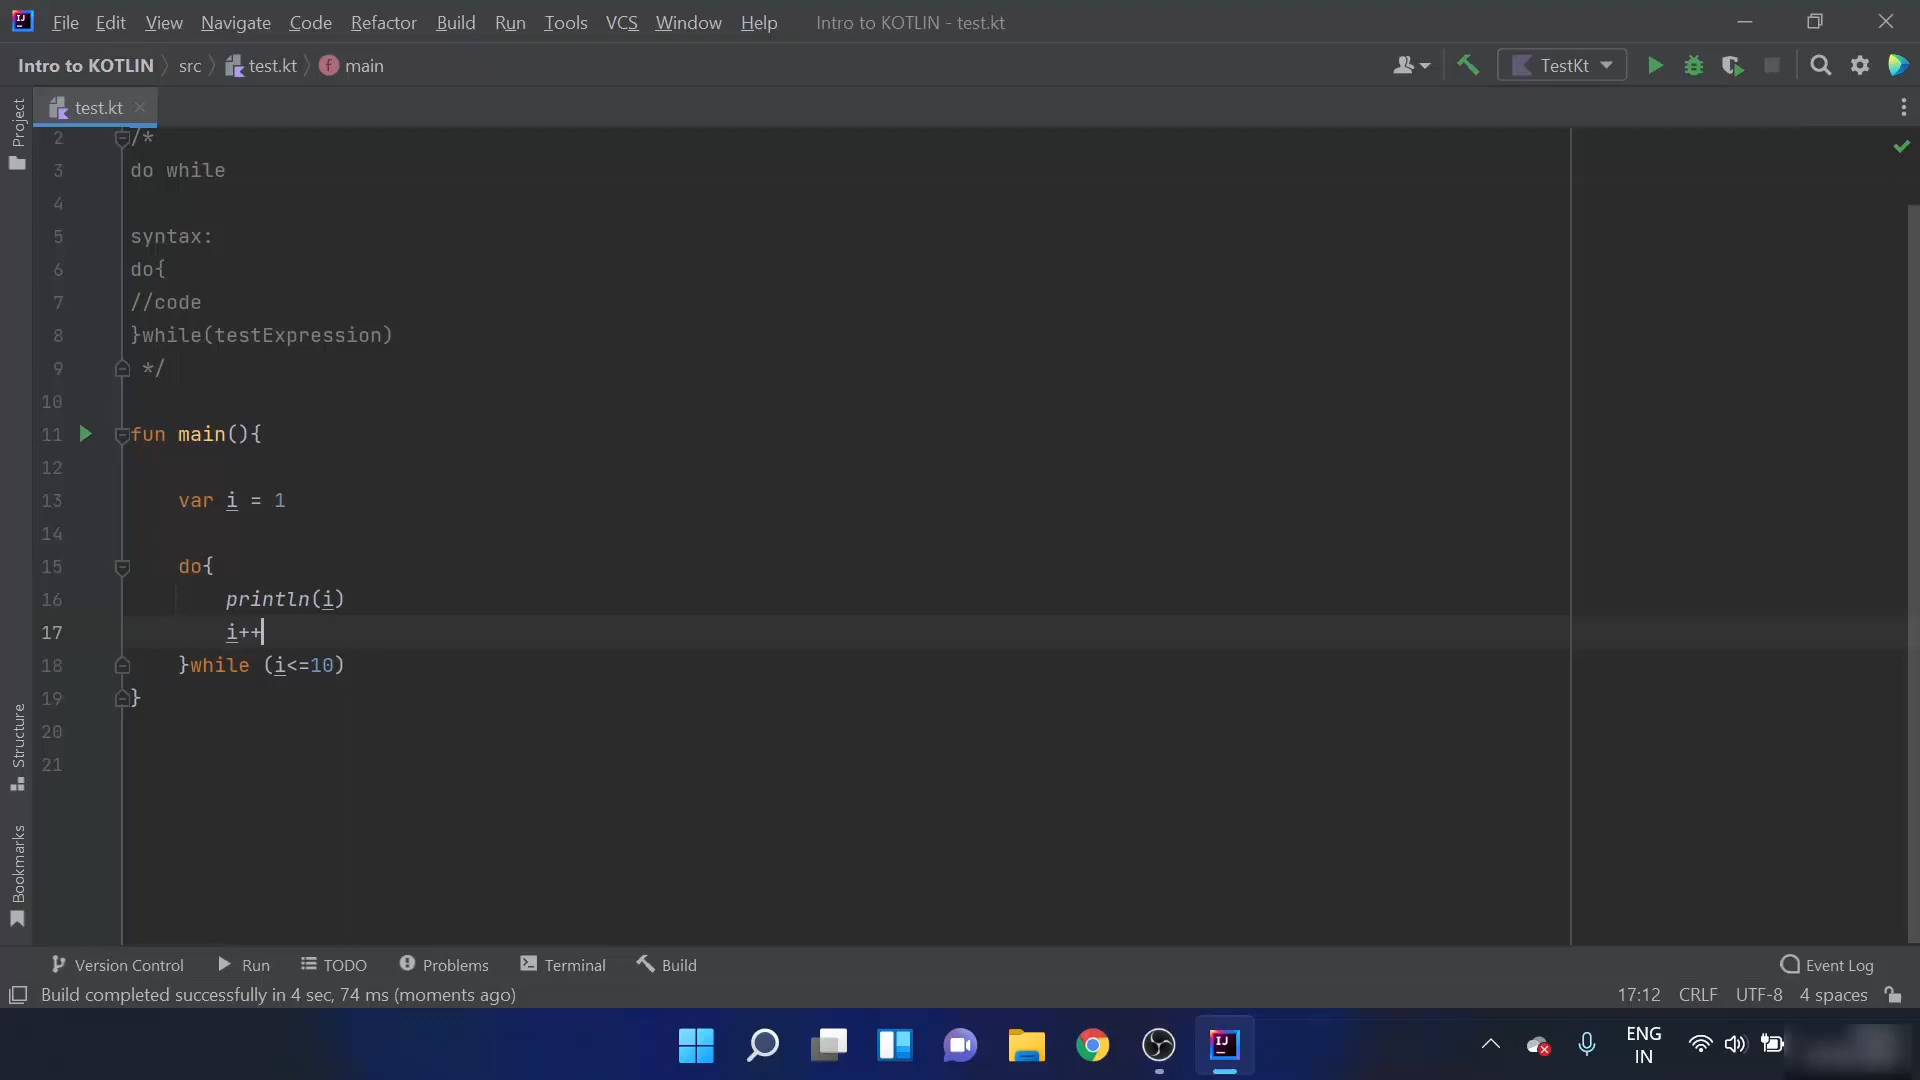 File Edit View Navigate Code Refactor Build Run Tools VCS Window Help Intro to KOTLIN - test.kt
Intro to KOTLIN src test.kt f main TestKt
Project
test.kt
2 /*
3 do while
4
5 syntax:
6 do{
7 //code
8 }while(testExpression)
9 */
10
11 fun main(){
12
13 var i = 1
14
15 do{
16 println(i)
17 i++
18 }while (i<=10)
19 }
20
21
Structure
Bookmarks
Version Control Run TODO Problems Terminal Build Event Log
Build completed successfully in 4 sec, 74 ms (moments ago) 17:12 CRLF UTF-8 4 spaces
IJ ENG
IN